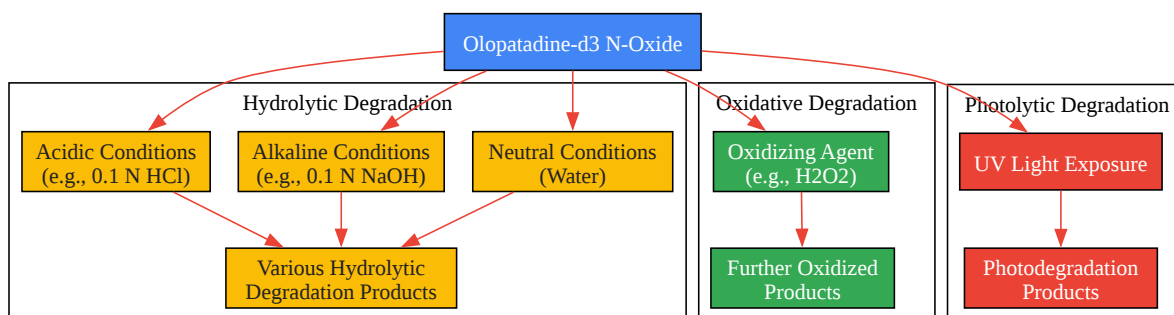 Olopatadine-d3 N-Oxide
Hydrolytic Degradation
Oxidative Degradation
Photolytic Degradation
Acidic Conditions
(e.g., 0.1 N HCl)
Alkaline Conditions
(e.g., 0.1 N NaOH)
Neutral Conditions
(Water)
Oxidizing Agent
(e.g., H2O2)
UV Light Exposure
Various Hydrolytic
Degradation Products
Further Oxidized
Products
Photodegradation
Products